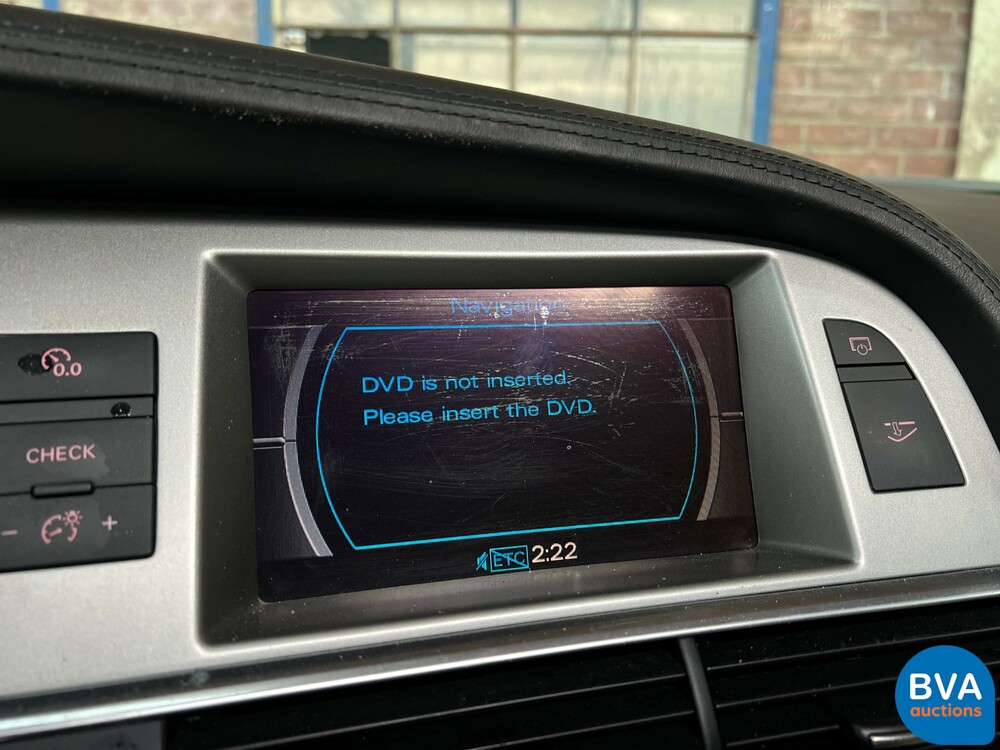 Navigation
DVD is not inserted.
Please insert the DVD.
ETC 2:22
0.0
CHECK
- +
BVA
auctions